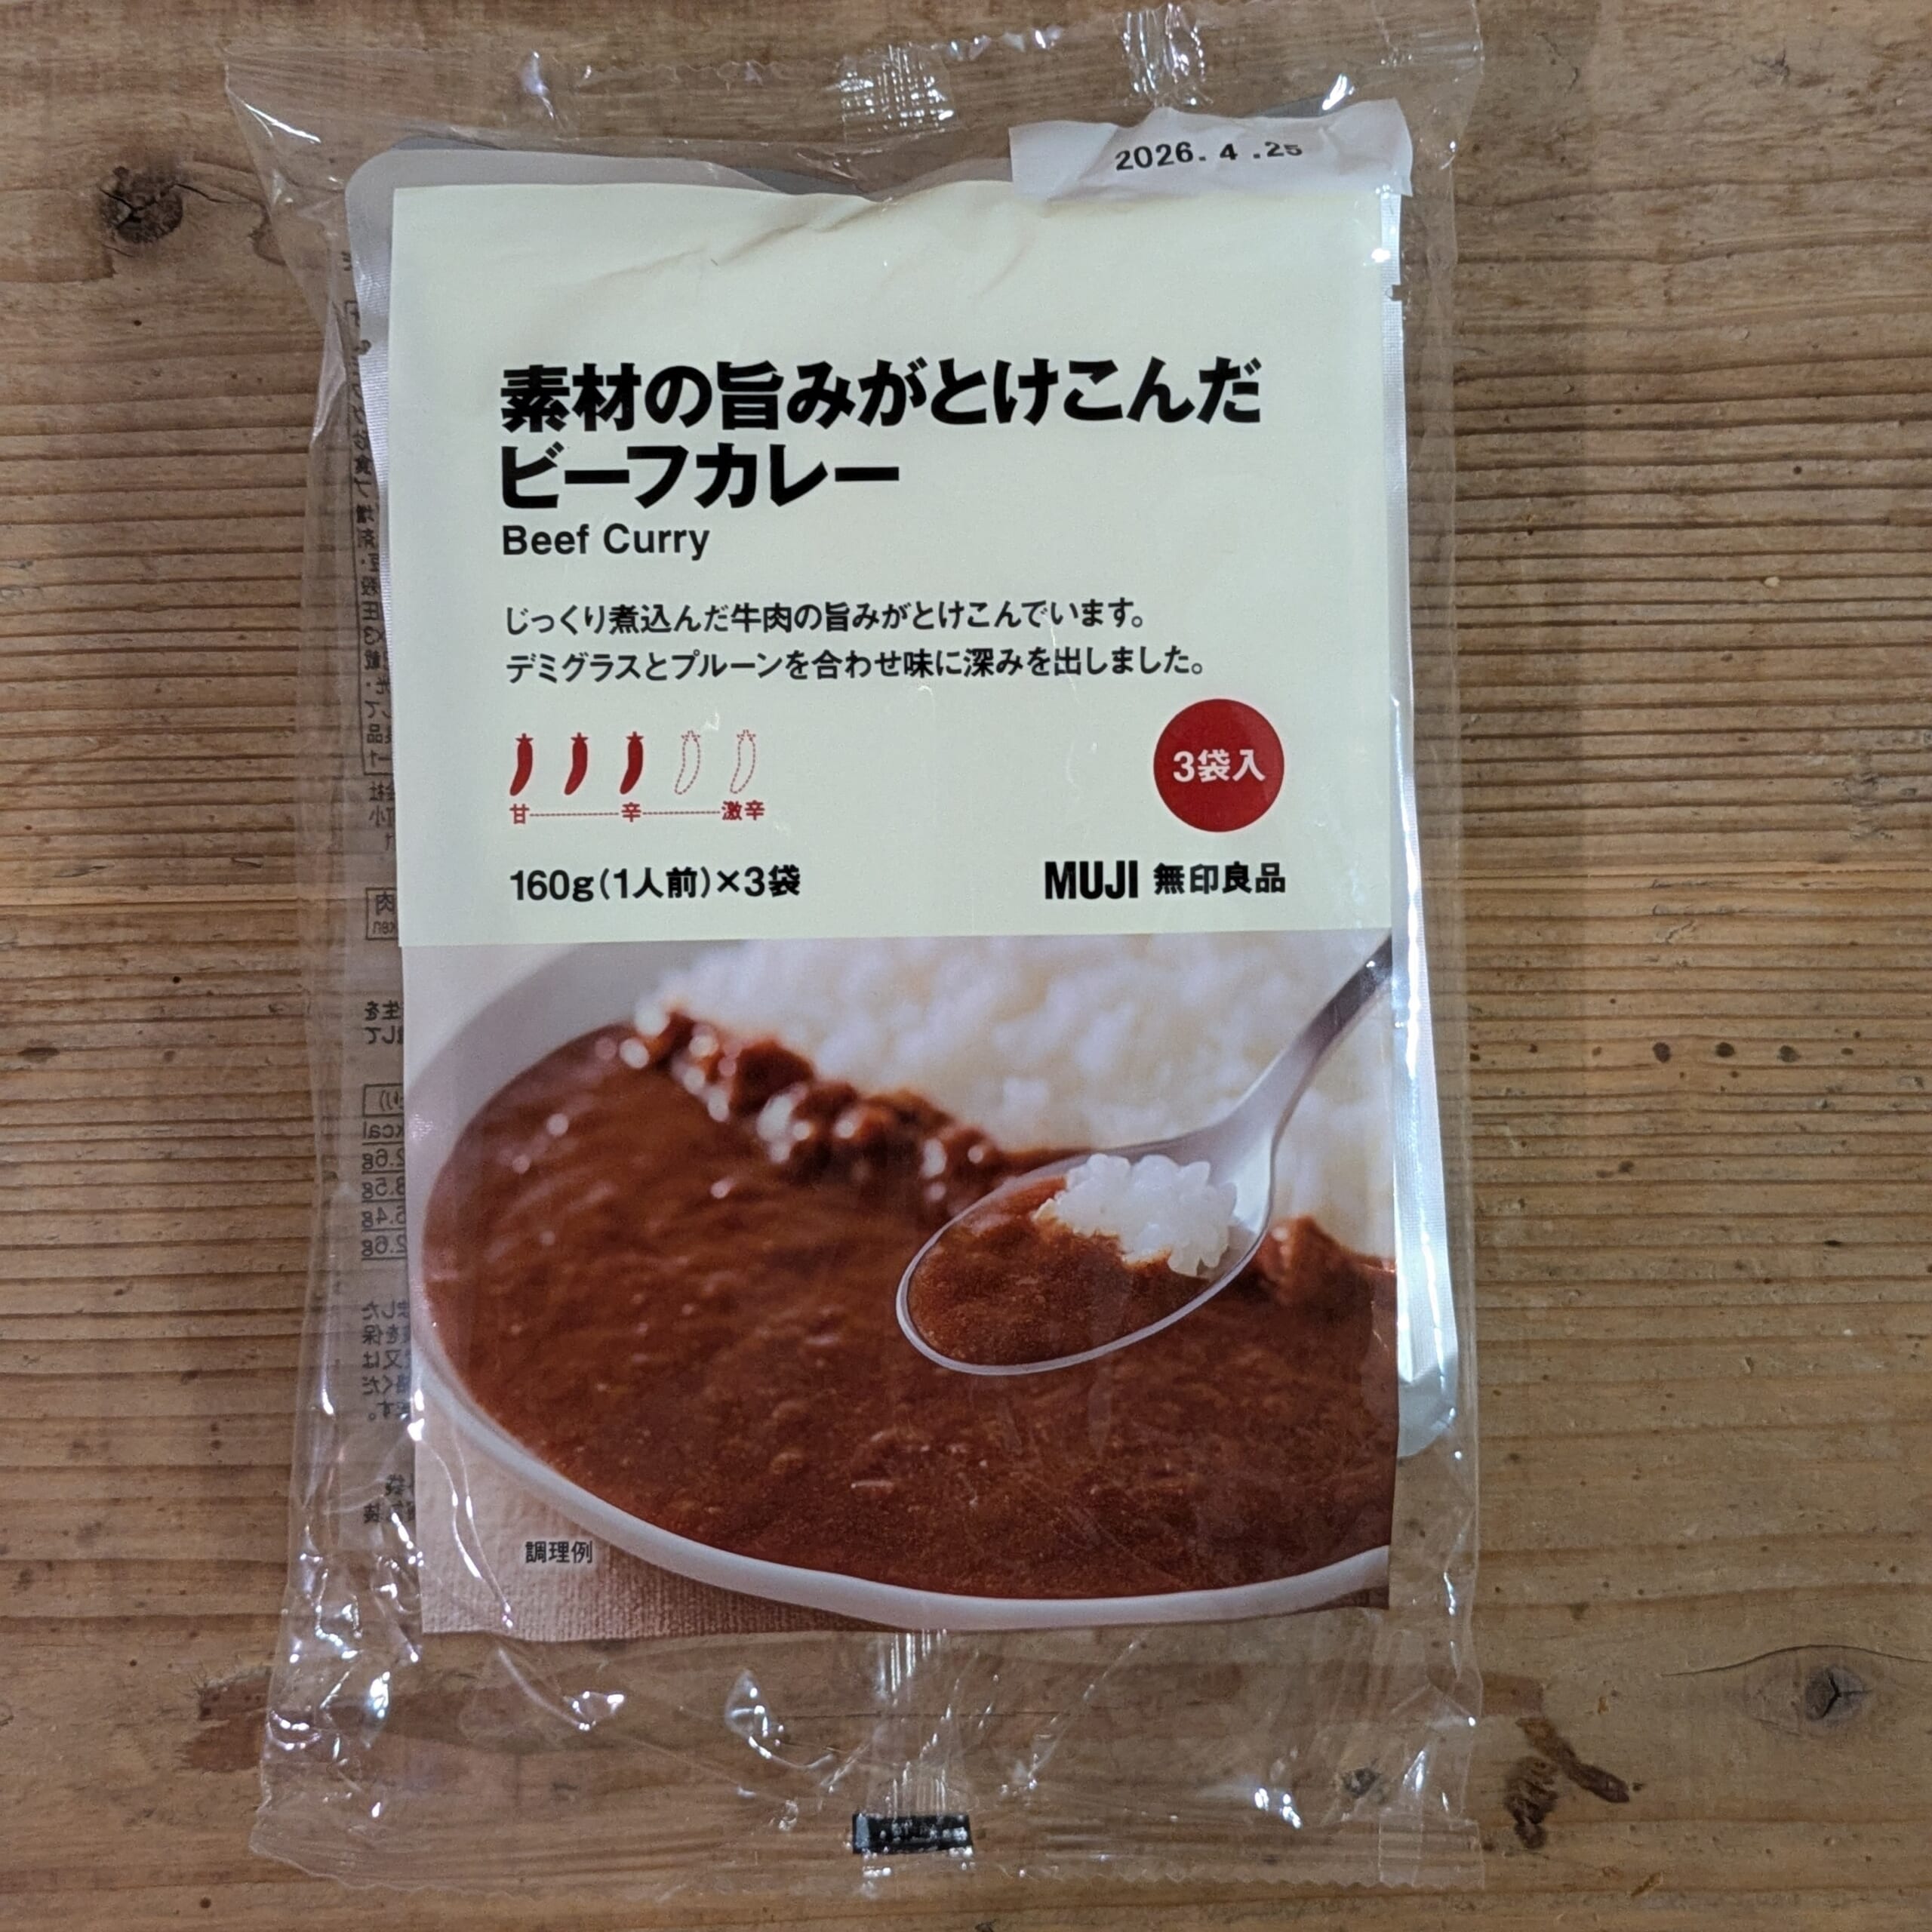 2026. 4 .25
素材の旨みがとけこんだ
ビーフカレー
Beef Curry
じっくり煮込んだ牛肉の旨みがとけこんでいます。
デミグラスとプルーンを合わせ味に深みを出しました。
甘 辛 激辛
3袋入
160g(1人前)×3袋
MUJI 無印良品
調理例